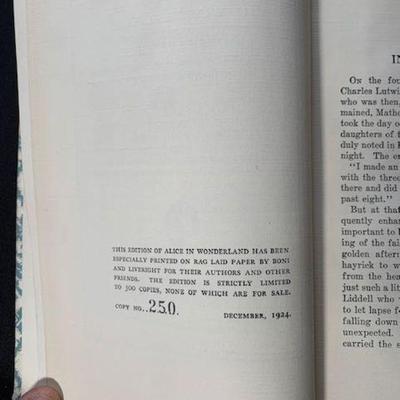 THIS EDITION OF ALICE IN WONDERLAND HAS BEEN
ESPECIALLY PRINTED ON RAG LAID PAPER BY BONI
AND LIVERIGHT FOR THEIR AUTHORS AND OTHER
FRIENDS. THE EDITION IS STRICTLY LIMITED
TO 500 COPIES, NONE OF WHICH ARE FOR SALE.
COPY NO. . 250.
DECEMBER, 1924.
IN
ON the fou
Charles Lutwi
who was then,
mained, Mathe
took the day o
daughters of t
duly noted in h
night. The en
"I made an
with the three
there and did
past eight."
But at that
quently enhan
important to b
ing of the fai
golden aftern
hayrick to we
from the hea
just such a lit
Liddell who
to let lapse f
falling down
unexpected.
carried the s